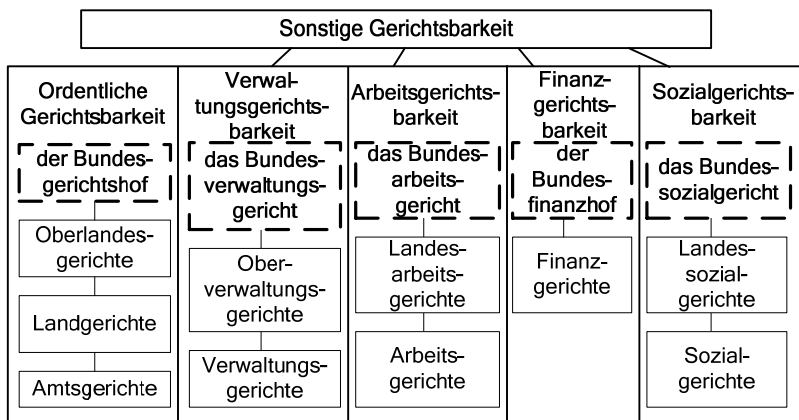 Sonstige Gerichtsbarkeit
Ordentliche
Gerichtsbarkeit
der Bundes-
gerichtshof
Oberlandes-
gerichte
Landgerichte
Amtsgerichte
Verwal-
tungsgerichts-
barkeit
das Bundes-
verwaltungs-
gericht
Ober-
verwaltungs-
gerichte
Verwaltungs-
gerichte
Arbeitsgerichts-
barkeit
das Bundes-
arbeits-
gericht
Landes-
arbeits-
gerichte
Arbeits-
gerichte
Finanz-
gerichtsbarkeit
der
Bundes-
finanzhof
Finanz-
gerichte
Sozialgerichts-
barkeit
das Bundes-
sozialgericht
Landes-
sozial-
gerichte
Sozial-
gerichte